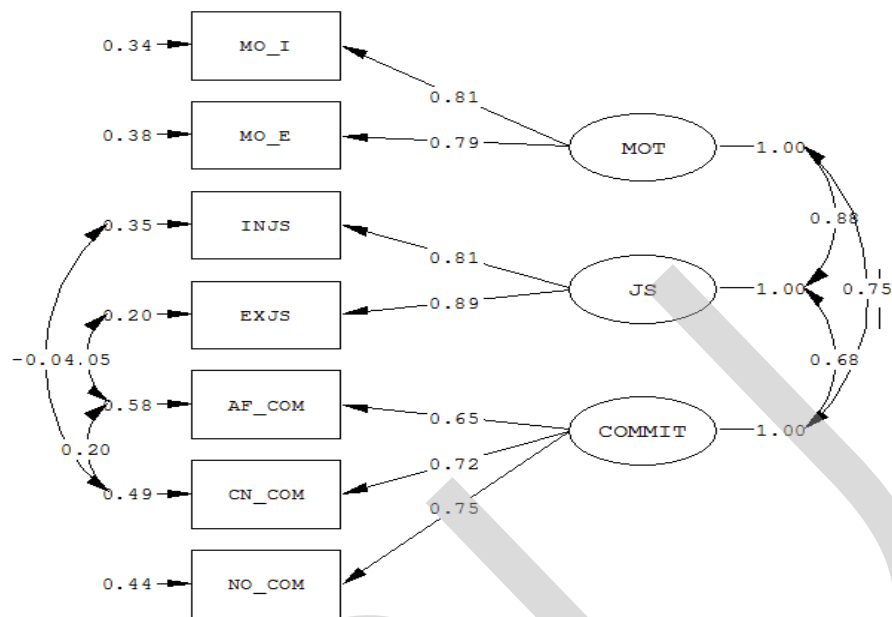 0.34 MO_I
0.81
0.38 MO_E
0.79
MOT 1.00
0.35 INJS
0.88
0.81
JS 1.00
0.75
0.20 EXJS
0.89
-0.04.05
0.68
0.58 AF_COM
0.65
COMMIT 1.00
0.20
0.72
0.49 CN_COM
0.75
0.44 NO_COM